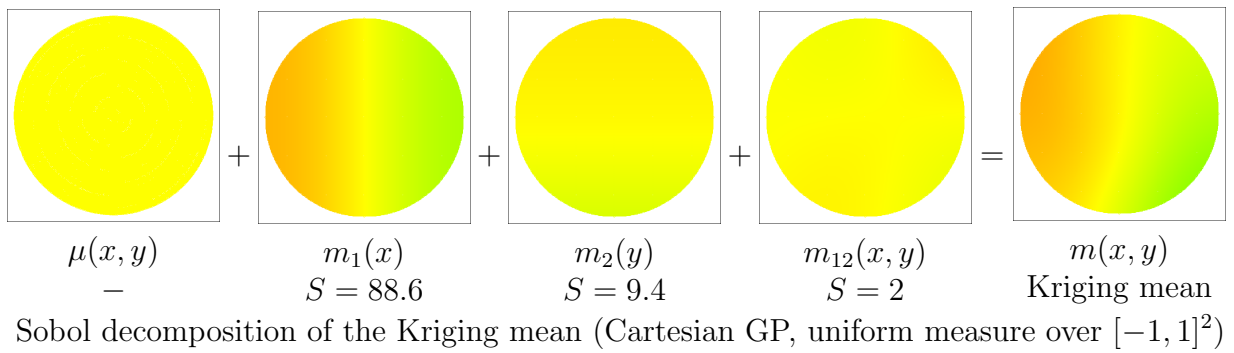 + + + =
μ(x, y) m₁(x) m₂(y) m₁₂(x, y) m(x, y)
− S = 88.6 S = 9.4 S = 2 Kriging mean
Sobol decomposition of the Kriging mean (Cartesian GP, uniform measure over [−1, 1]²)